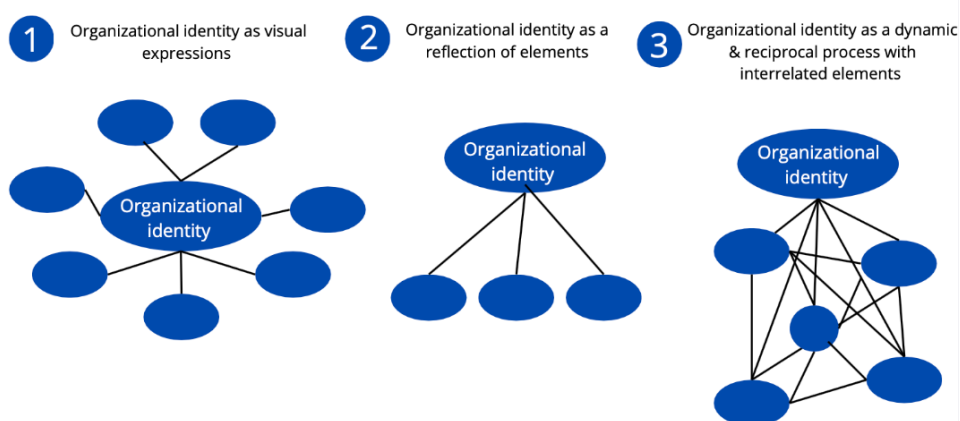 1
Organizational identity as visual
expressions
Organizational
identity
2
Organizational identity as a
reflection of elements
Organizational
identity
3
Organizational identity as a dynamic
& reciprocal process with
interrelated elements
Organizational
identity